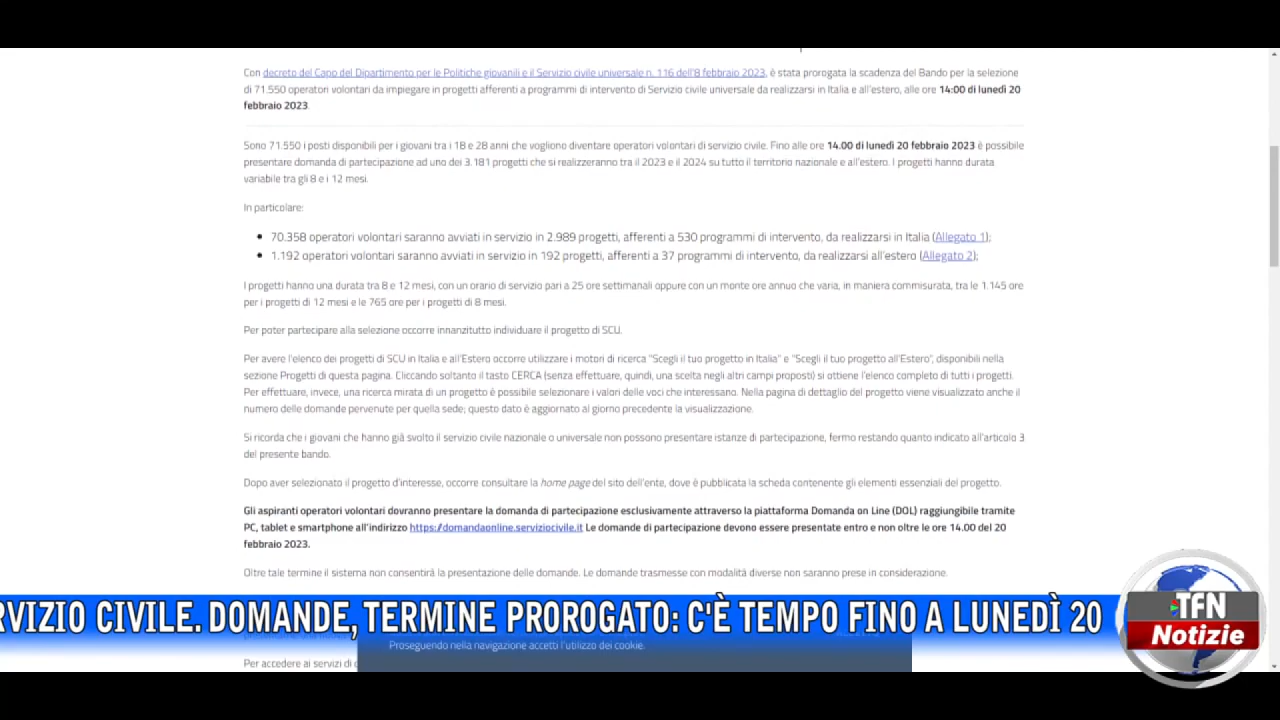 Con decreto del Capo del Dipartimento per le Politiche giovanili e il Servizio civile universale n. 116 dell'8 febbraio 2023, è stata prorogata la scadenza del Bando per la selezione
di 71.550 operatori volontari da impiegare in progetti afferenti a programmi di intervento di Servizio civile universale da realizzarsi in Italia e all'estero, alle ore 14:00 di lunedì 20
febbraio 2023.
Sono 71.550 i posti disponibili per i giovani tra i 18 e 28 anni che vogliono diventare operatori volontari di servizio civile. Fino alle ore 14.00 di lunedì 20 febbraio 2023 è possibile
presentare domanda di partecipazione ad uno dei 3.181 progetti che si realizzeranno tra il 2023 e il 2024 su tutto il territorio nazionale e all'estero. I progetti hanno durata
variabile tra gli 8 e i 12 mesi.
In particolare:
• 70.358 operatori volontari saranno avviati in servizio in 2.989 progetti, afferenti a 530 programmi di intervento, da realizzarsi in Italia (Allegato 1);
• 1.192 operatori volontari saranno avviati in servizio in 192 progetti, afferenti a 37 programmi di intervento, da realizzarsi all'estero (Allegato 2);
I progetti hanno una durata tra 8 e 12 mesi, con un orario di servizio pari a 25 ore settimanali oppure con un monte ore annuo che varia, in maniera commisurata, tra le 1.145 ore
per i progetti di 12 mesi e le 765 ore per i progetti di 8 mesi.
Per poter partecipare alla selezione occorre innanzitutto individuare il progetto di SCU.
Per avere l'elenco dei progetti di SCU in Italia e all'Estero occorre utilizzare i motori di ricerca "Scegli il tuo progetto in Italia" e "Scegli il tuo progetto all'Estero", disponibili nella
sezione Progetti di questa pagina. Cliccando soltanto il tasto CERCA (senza effettuare, quindi, una scelta negli altri campi proposti) si ottiene l'elenco completo di tutti i progetti.
Per effettuare, invece, una ricerca mirata di un progetto è possibile selezionare i valori delle voci che interessano. Nella pagina di dettaglio del progetto viene visualizzato anche il
numero delle domande pervenute per quella sede; questo dato è aggiornato al giorno precedente la visualizzazione.
Si ricorda che i giovani che hanno già svolto il servizio civile nazionale o universale non possono presentare istanze di partecipazione, fermo restando quanto indicato all'articolo 3
del presente bando.
Dopo aver selezionato il progetto d'interesse, occorre consultare la home page del sito dell'ente, dove è pubblicata la scheda contenente gli elementi essenziali del progetto.
Gli aspiranti operatori volontari dovranno presentare la domanda di partecipazione esclusivamente attraverso la piattaforma Domanda on Line (DOL) raggiungibile tramite
PC, tablet e smartphone all'indirizzo https://domandaonline.serviziocivile.it Le domande di partecipazione devono essere presentate entro e non oltre le ore 14.00 del 20
febbraio 2023.
Oltre tale termine il sistema non consentirà la presentazione delle domande. Le domande trasmesse con modalità diverse non saranno prese in considerazione.
RVIZIO CIVILE. DOMANDE, TERMINE PROROGATO: C'È TEMPO FINO A LUNEDÌ 20
TFN
Notizie
Proseguendo nella navigazione accetti l'utilizzo dei cookie.
Per accedere ai servizi di